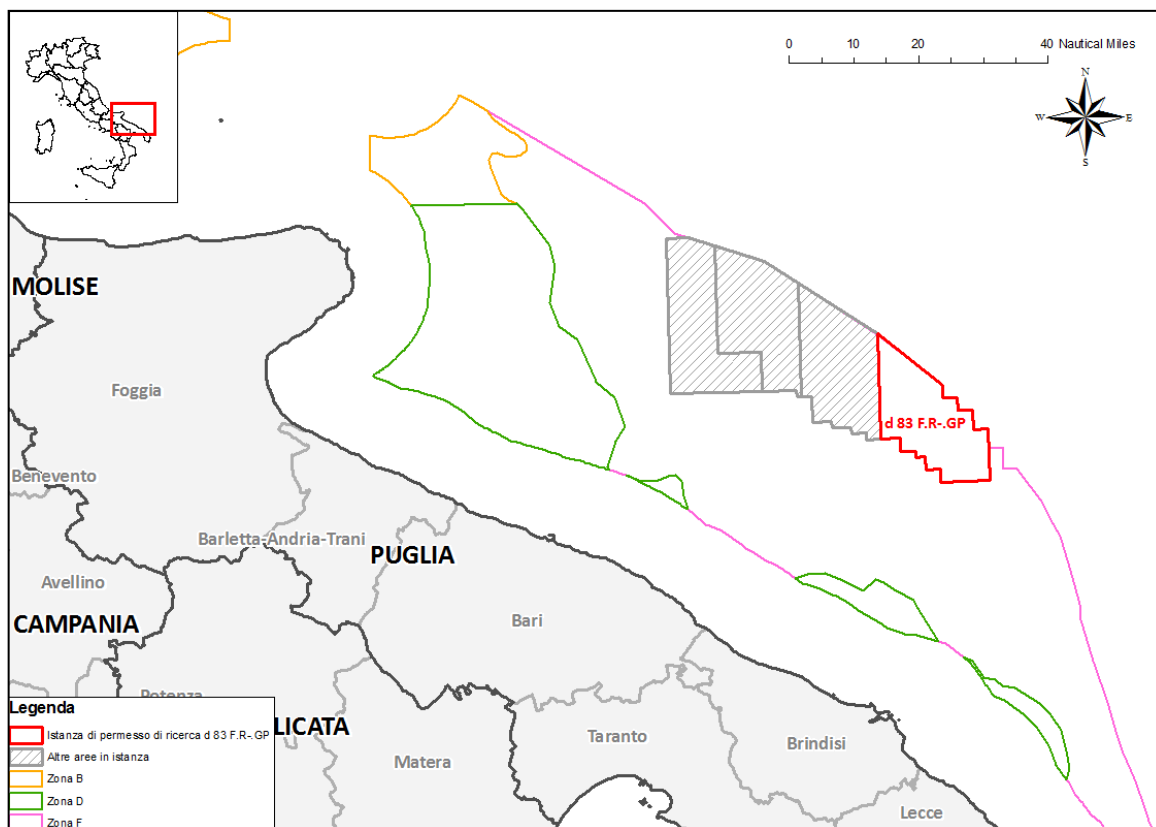 0 10 20 40 Nautical Miles
N
W E
S
MOLISE
Foggia
d 83 F.R-.GP
Benevento
Barletta-Andria-Trani
PUGLIA
Avellino
CAMPANIA
Bari
Potenza
LICATA
Taranto
Brindisi
Matera
Lecce
Legenda
Istanza di permesso di ricerca d 83 F.R-.GP
Altre aree in istanza
Zona B
Zona D
Zona F